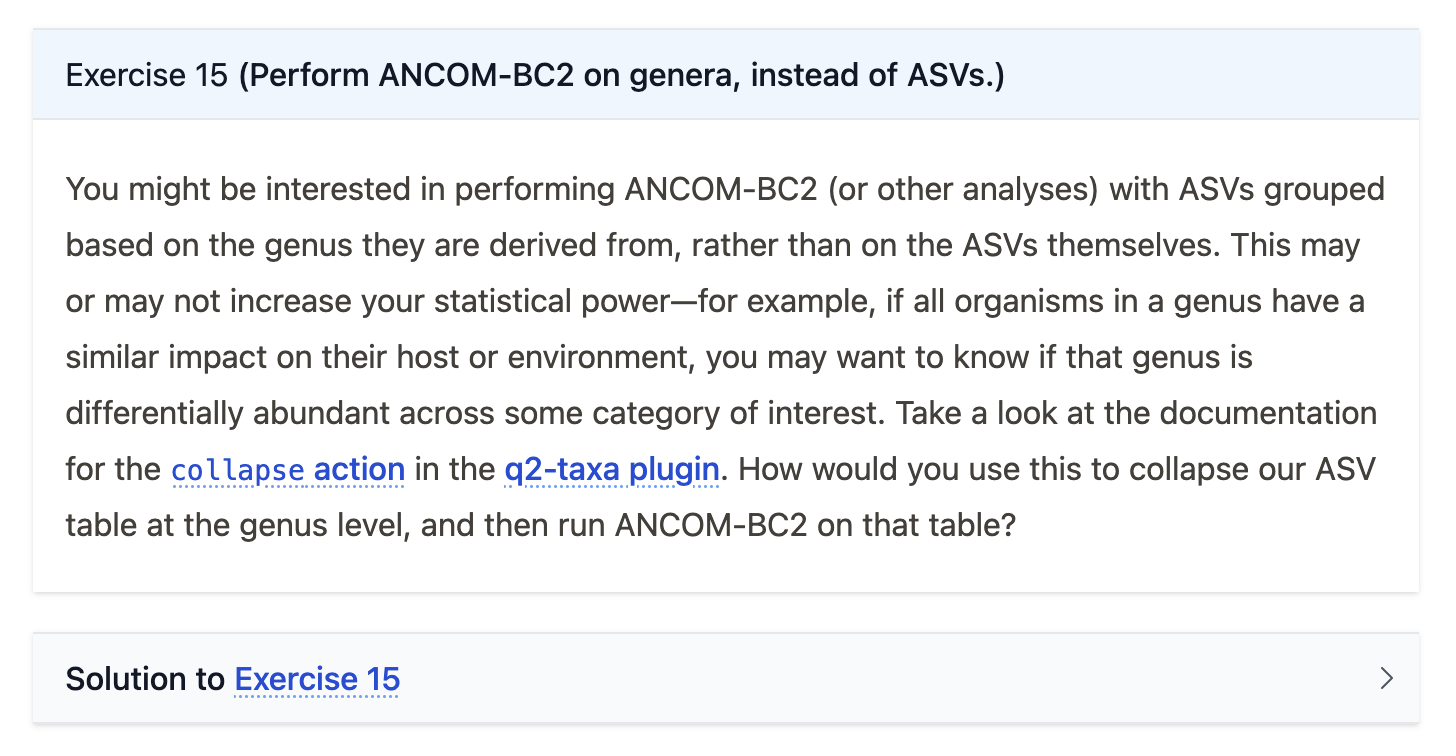 Exercise 15 (Perform ANCOM-BC2 on genera, instead of ASVs.)
You might be interested in performing ANCOM-BC2 (or other analyses) with ASVs grouped
based on the genus they are derived from, rather than on the ASVs themselves. This may
or may not increase your statistical power—for example, if all organisms in a genus have a
similar impact on their host or environment, you may want to know if that genus is
differentially abundant across some category of interest. Take a look at the documentation
for the collapse action in the q2-taxa plugin. How would you use this to collapse our ASV
table at the genus level, and then run ANCOM-BC2 on that table?
Solution to Exercise 15